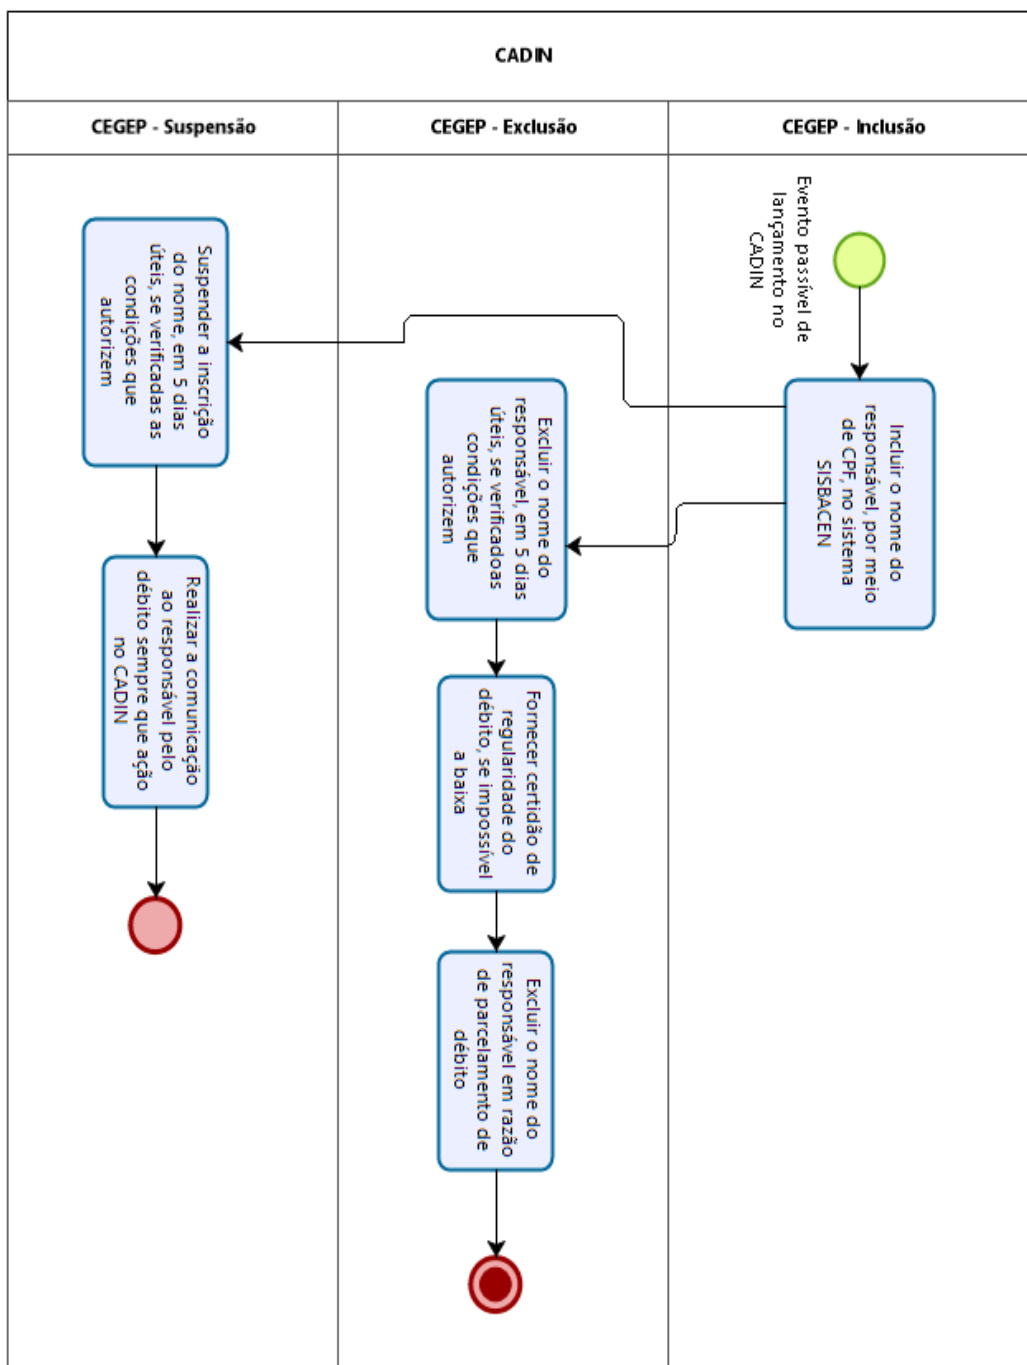 CADIN
CEGEP - Suspensão
CEGEP - Exclusão
CEGEP - Inclusão
Evento passível de
lançamento no
CADIN
Incluir o nome do
responsável, por meio
de CPF, no sistema
SISBACEN
Excluir o nome do
responsável, em 5 dias
úteis, se verificadoas as
condições que
autorizem
Fornecer certidão de
regularidade do
débito, se impossível
a baixa
Excluir o nome do
responsável em razão
de parcelamento de
débito
Suspender a inscrição
do nome, em 5 dias
úteis, se verificadas as
condições que
autorizem
Realizar a comunicação
ao responsável pelo
débito sempre que ação
no CADIN